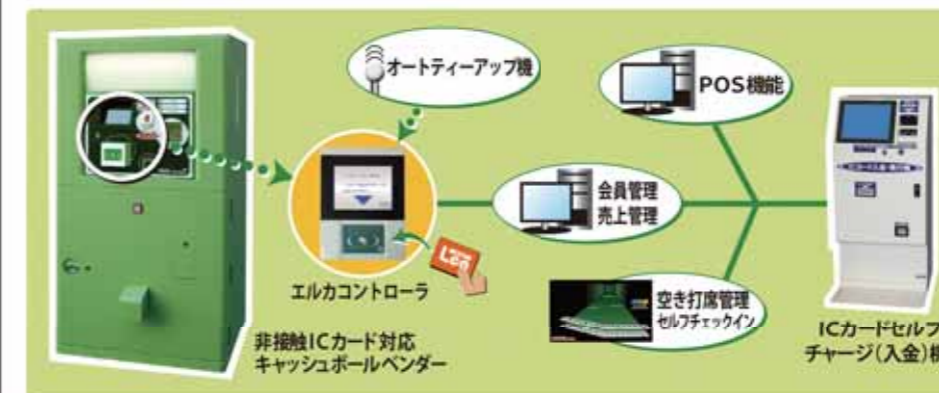 オートティーアップ機
POS機能
会員管理
売上管理
エルカコントローラ
空き打席管理
セルフチェックイン
非接触ICカード対応
キャッシュボールベンダー
ICカードセルフ
チャージ(入金)機